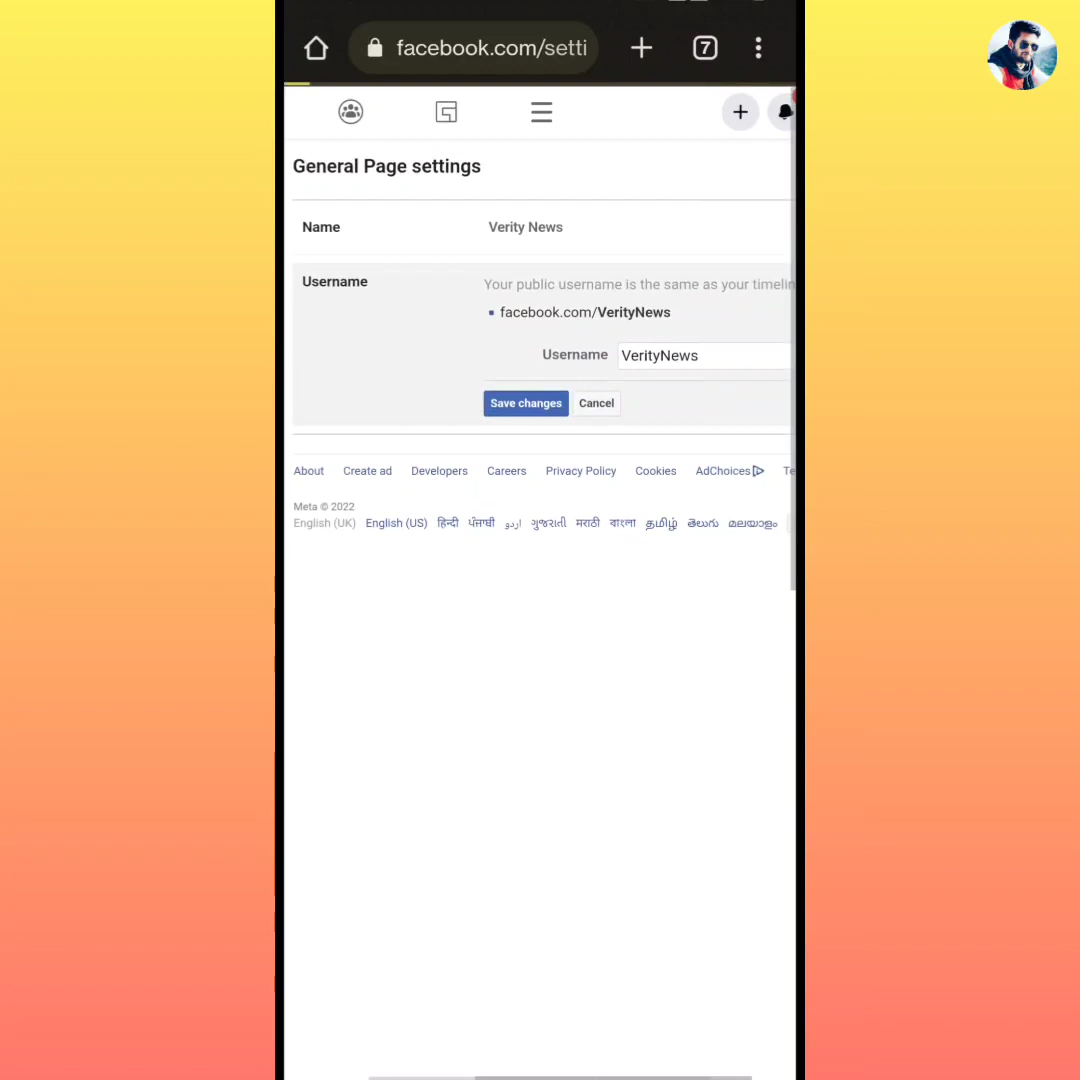 facebook.com/setti
7
General Page settings
Name Verity News
Username Your public username is the same as your timelin
facebook.com/VerityNews
Username VerityNews
Save changes Cancel
About Create ad Developers Careers Privacy Policy Cookies AdChoices Te
Meta © 2022
English (UK) English (US) हिन्दी ਪੰਜਾਬੀ اردو ગુજરાતી मराठी বাংলা தமிழ் తెలుగు മലയാളം